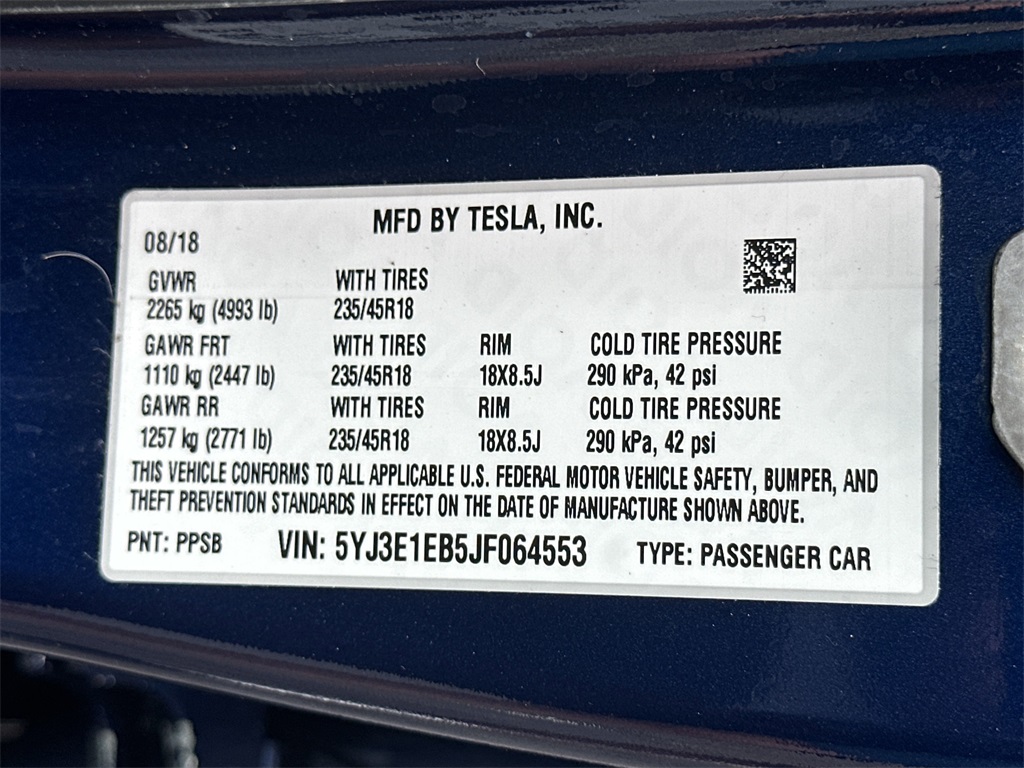 MFD BY TESLA, INC.
08/18
GVWR WITH TIRES
2265 kg (4993 lb) 235/45R18
GAWR FRT WITH TIRES RIM COLD TIRE PRESSURE
1110 kg (2447 lb) 235/45R18 18X8.5J 290 kPa, 42 psi
GAWR RR WITH TIRES RIM COLD TIRE PRESSURE
1257 kg (2771 lb) 235/45R18 18X8.5J 290 kPa, 42 psi
THIS VEHICLE CONFORMS TO ALL APPLICABLE U.S. FEDERAL MOTOR VEHICLE SAFETY, BUMPER, AND
THEFT PREVENTION STANDARDS IN EFFECT ON THE DATE OF MANUFACTURE SHOWN ABOVE.
PNT: PPSB VIN: 5YJ3E1EB5JF064553 TYPE: PASSENGER CAR